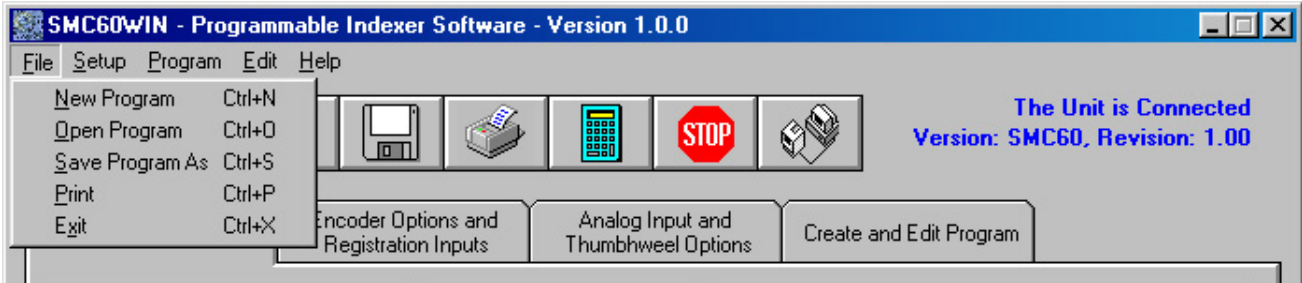 SMC60WIN - Programmable Indexer Software - Version 1.0.0
File Setup Program Edit Help
New Program Ctrl+N
Open Program Ctrl+O
Save Program As Ctrl+S
Print Ctrl+P
Exit Ctrl+X
STOP
The Unit is Connected
Version: SMC60, Revision: 1.00
Encoder Options and
Registration Inputs
Analog Input and
Thumbhweel Options
Create and Edit Program